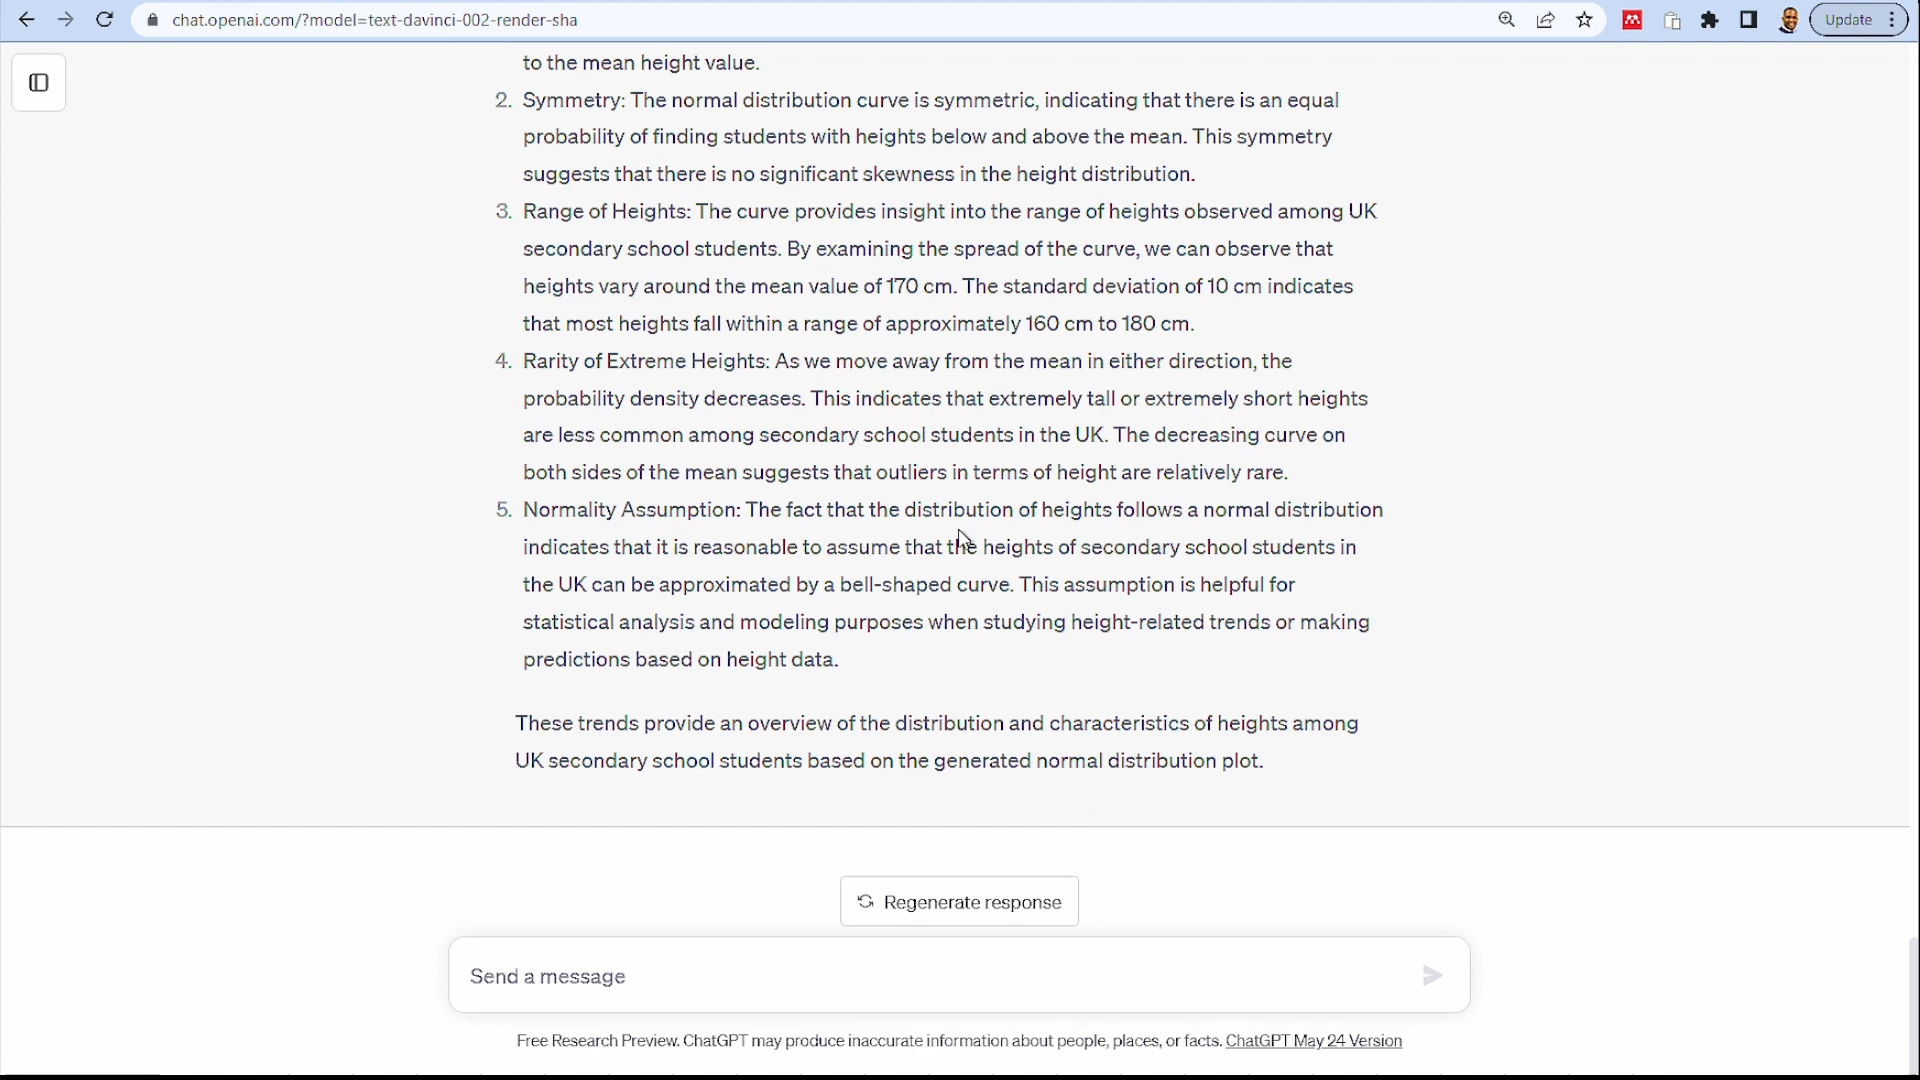 chat.openai.com/?model=text-davinci-002-render-sha
Update
to the mean height value.
2. Symmetry: The normal distribution curve is symmetric, indicating that there is an equal
probability of finding students with heights below and above the mean. This symmetry
suggests that there is no significant skewness in the height distribution.
3. Range of Heights: The curve provides insight into the range of heights observed among UK
secondary school students. By examining the spread of the curve, we can observe that
heights vary around the mean value of 170 cm. The standard deviation of 10 cm indicates
that most heights fall within a range of approximately 160 cm to 180 cm.
4. Rarity of Extreme Heights: As we move away from the mean in either direction, the
probability density decreases. This indicates that extremely tall or extremely short heights
are less common among secondary school students in the UK. The decreasing curve on
both sides of the mean suggests that outliers in terms of height are relatively rare.
5. Normality Assumption: The fact that the distribution of heights follows a normal distribution
indicates that it is reasonable to assume that the heights of secondary school students in
the UK can be approximated by a bell-shaped curve. This assumption is helpful for
statistical analysis and modeling purposes when studying height-related trends or making
predictions based on height data.
These trends provide an overview of the distribution and characteristics of heights among
UK secondary school students based on the generated normal distribution plot.
Regenerate response
Send a message
Free Research Preview. ChatGPT may produce inaccurate information about people, places, or facts. ChatGPT May 24 Version